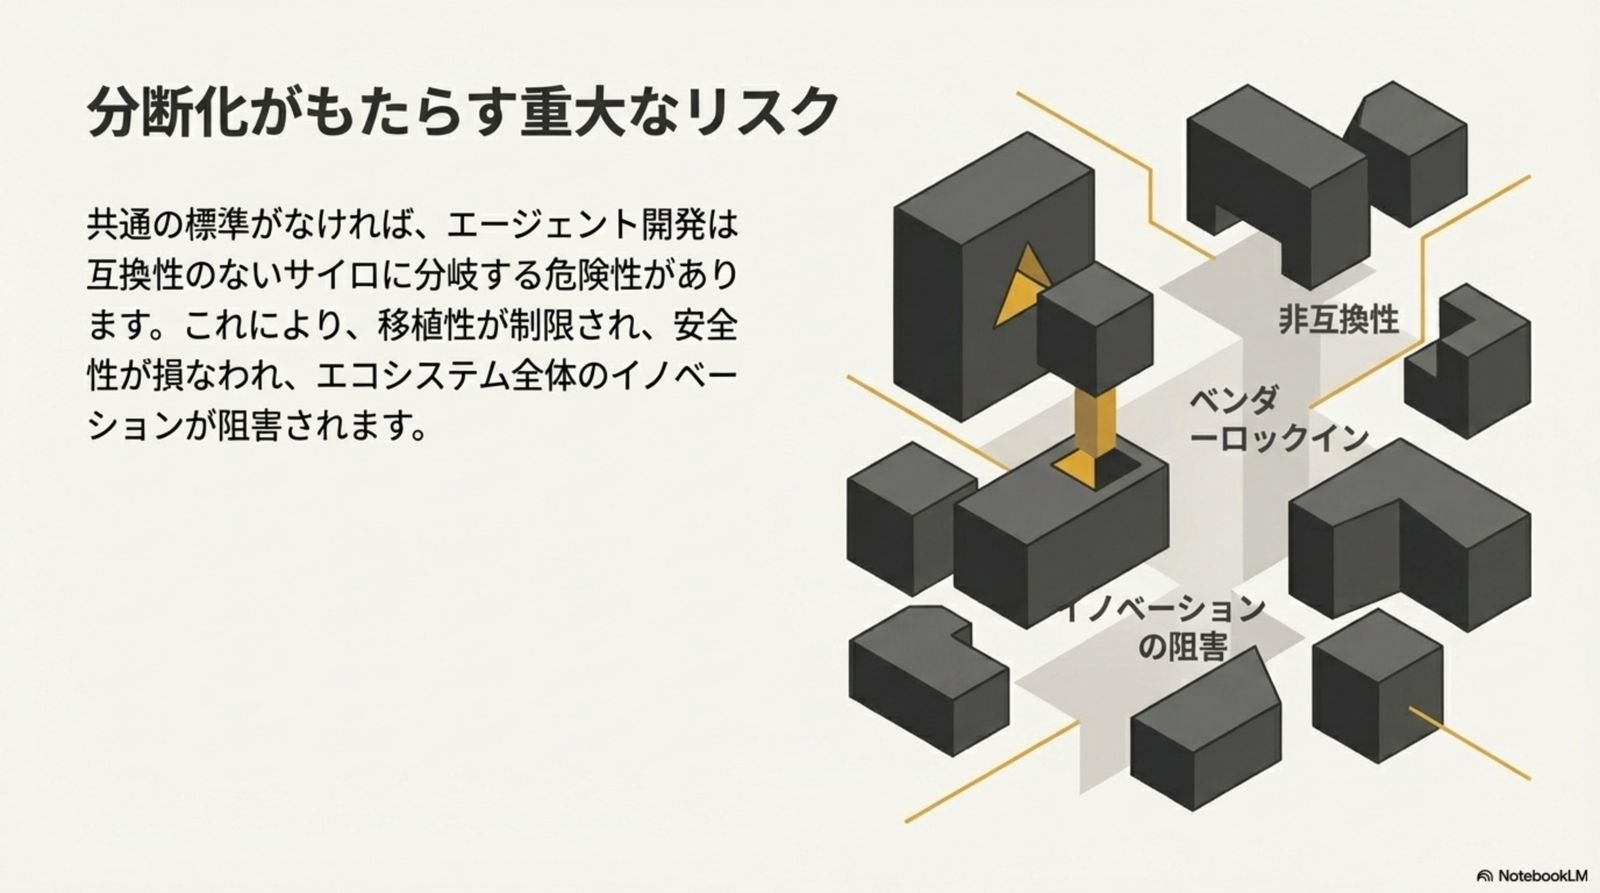 分断化がもたらす重大なリスク
共通の標準がなければ、エージェント開発は
互換性のないサイロに分岐する危険性があり
ます。これにより、移植性が制限され、安全
性が損なわれ、エコシステム全体のイノベー
ションが阻害されます。
非互換性
ベンダ
ーロックイン
イノベーション
の阻害
NotebookLM